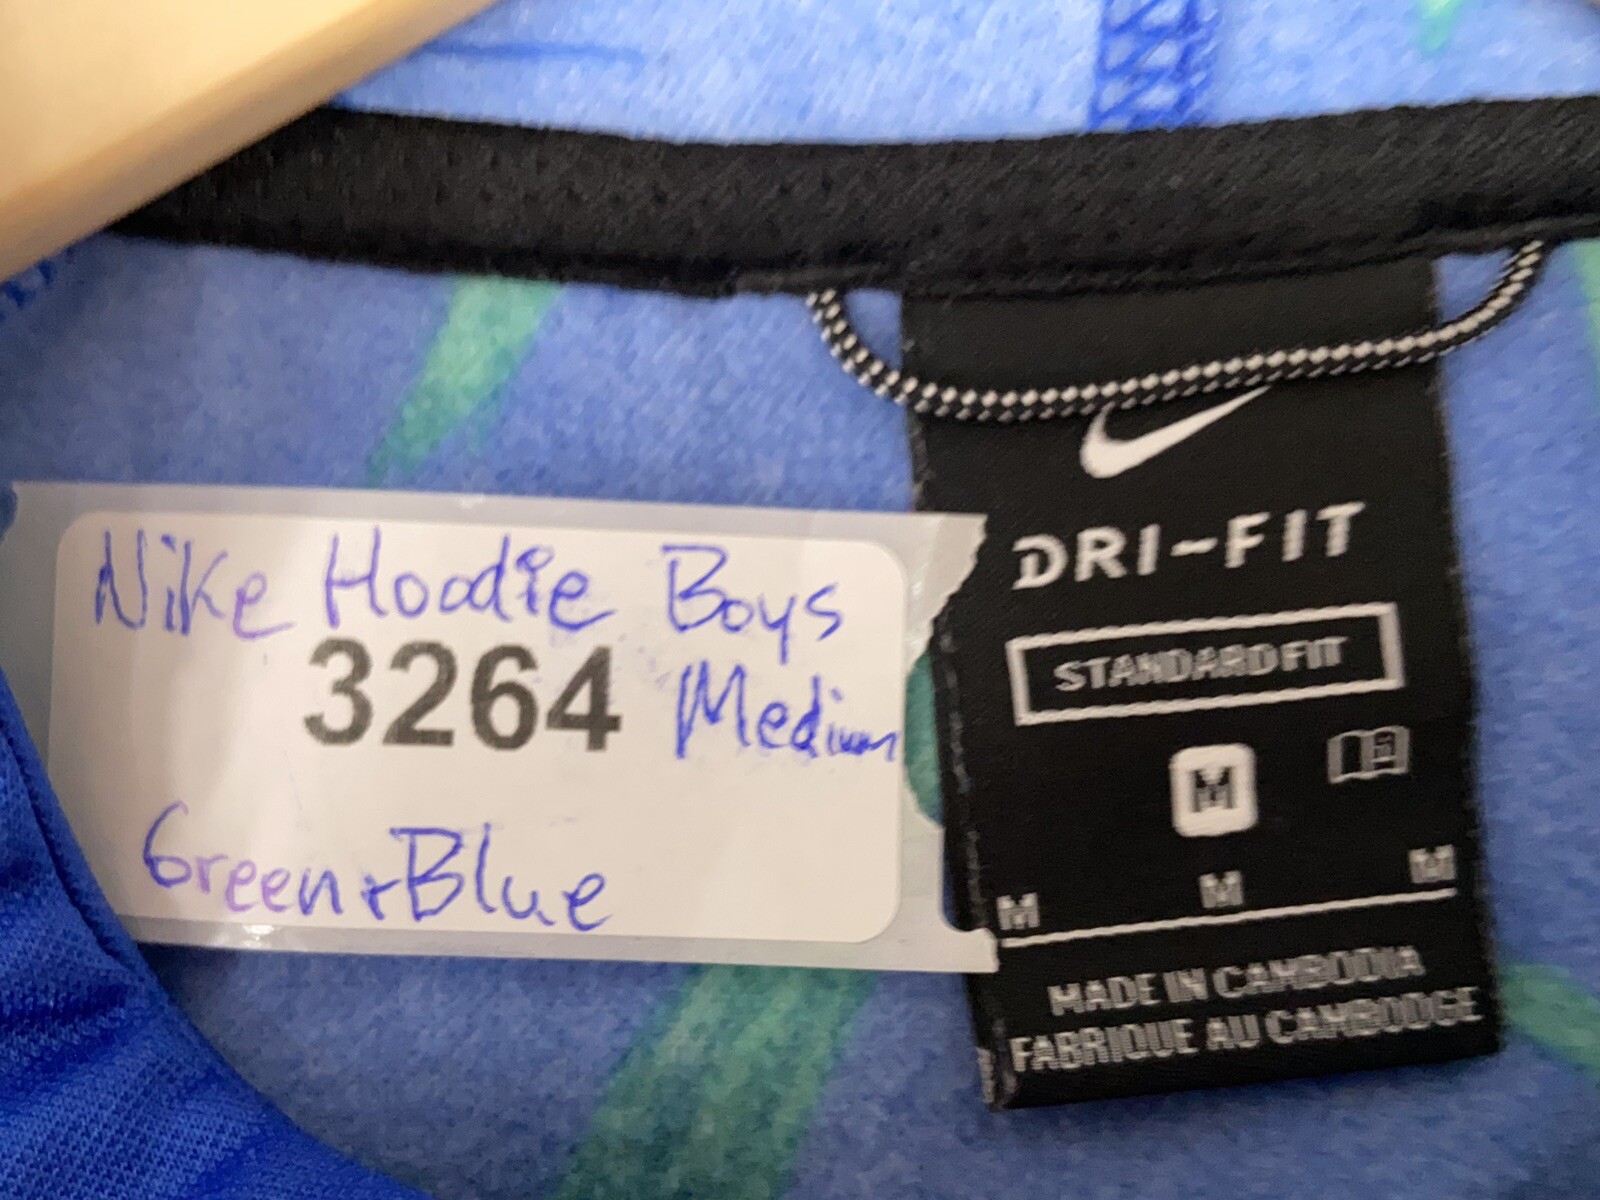 Nike Hoodie Boys
3264 Medium
Green + Blue
DRI-FIT
STANDARD FIT
M
M M M
MADE IN CAMBODIA
FABRIQUE AU CAMBODGE